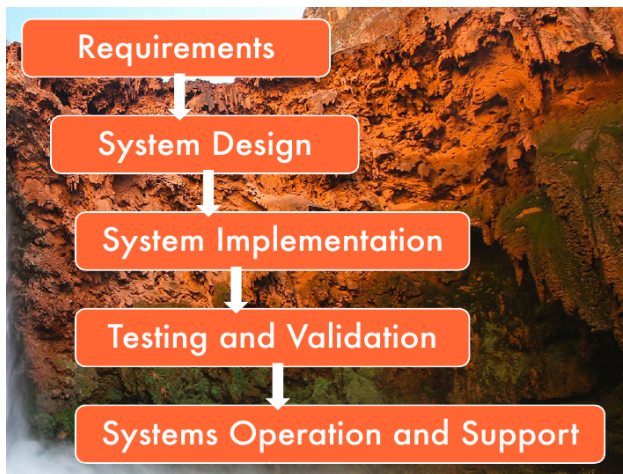 Requirements
System Design
System Implementation
Testing and Validation
Systems Operation and Support